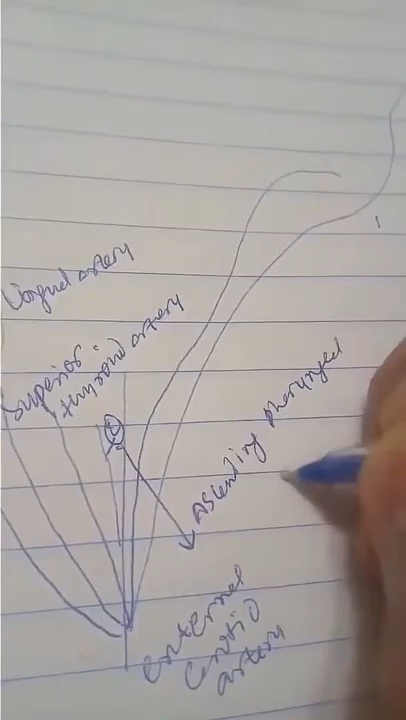 Lingual artery
Superior
thyroid artery
Ascending pharyngeal
External
Carotid
artery